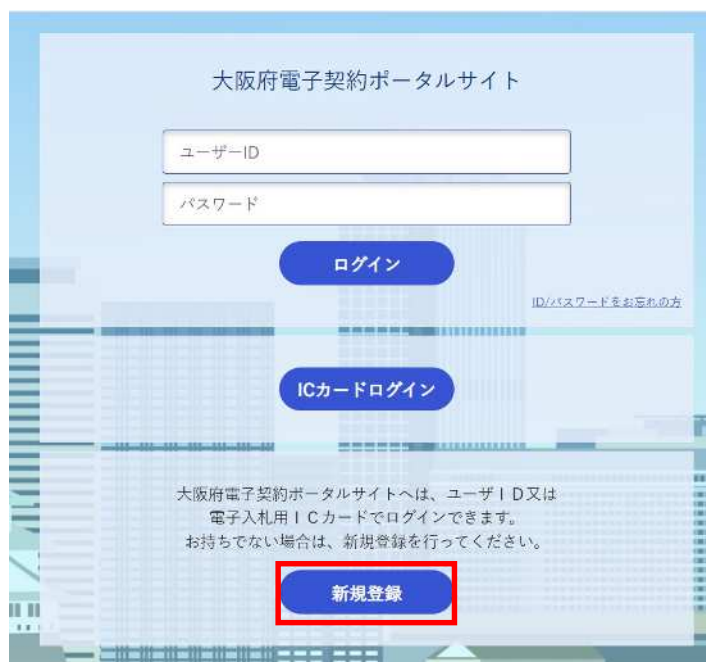 大阪府電子契約ポータルサイト
ユーザーID
パスワード
ログイン
ID/パスワードをお忘れの方
ICカードログイン
大阪府電子契約ポータルサイトへは、ユーザＩＤ又は
電子入札用ＩＣカードでログインできます。
お持ちでない場合は、新規登録を行ってください。
新規登録